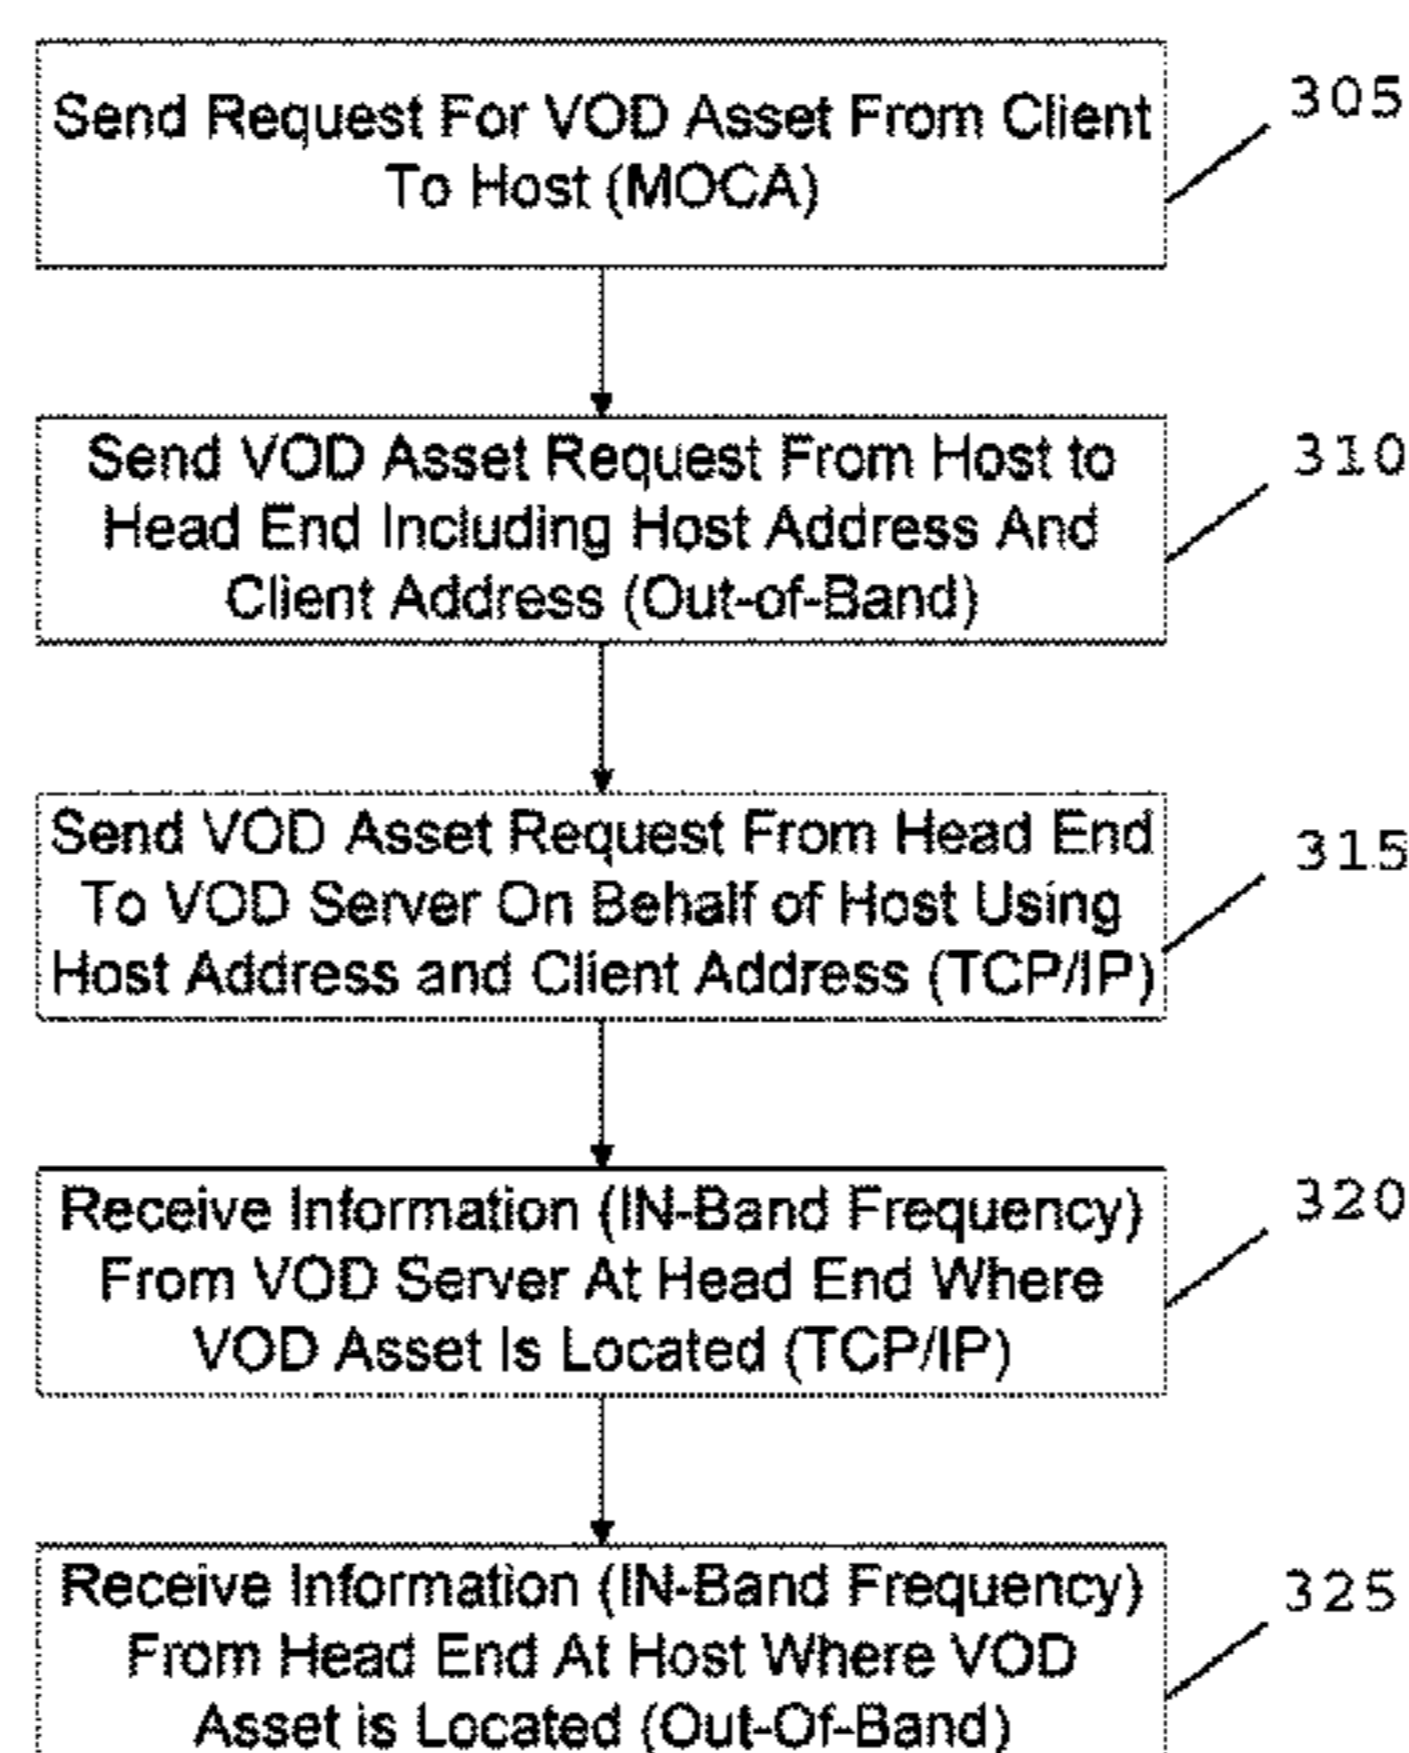 Send Request For VOD Asset From Client
To Host (MOCA)
305
Send VOD Asset Request From Host to
Head End Including Host Address And
Client Address (Out-of-Band)
310
Send VOD Asset Request From Head End
To VOD Server On Behalf of Host Using
Host Address and Client Address (TCP/IP)
315
Receive Information (IN-Band Frequency)
From VOD Server At Head End Where
VOD Asset Is Located (TCP/IP)
320
Receive Information (IN-Band Frequency)
From Head End At Host Where VOD
Asset is Located (Out-Of-Band)
325